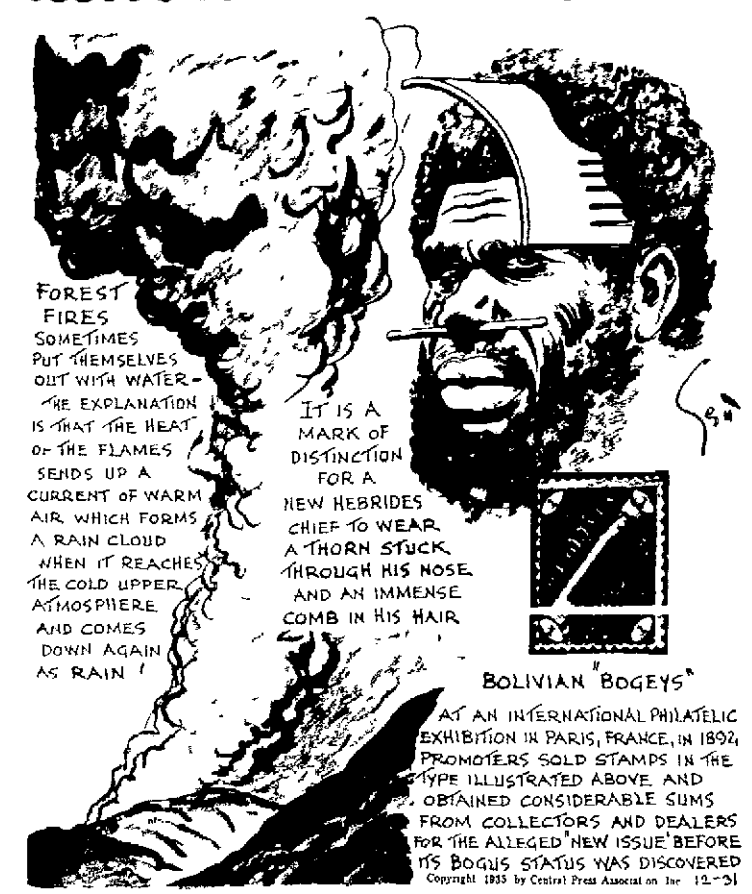 FOREST
FIRES
SOMETIMES
PUT THEMSELVES
OUT WITH WATER-
THE EXPLANATION
IS THAT THE HEAT
OF THE FLAMES
SENDS UP A
CURRENT OF WARM
AIR WHICH FORMS
A RAIN CLOUD
WHEN IT REACHES
THE COLD UPPER
ATMOSPHERE
AND COMES
DOWN AGAIN
AS RAIN!
IT IS A
MARK OF
DISTINCTION
FOR A
NEW HEBRIDES
CHIEF TO WEAR
A THORN STUCK
THROUGH HIS NOSE
AND AN IMMENSE
COMB IN HIS HAIR
BOLIVIAN "BOGEYS"
AT AN INTERNATIONAL PHILATELIC
EXHIBITION IN PARIS, FRANCE, IN 1892,
PROMOTERS SOLD STAMPS IN THE
TYPE ILLUSTRATED ABOVE AND
OBTAINED CONSIDERABLE SUMS
FROM COLLECTORS AND DEALERS
FOR THE ALLEGED "NEW ISSUE" BEFORE
ITS BOGUS STATUS WAS DISCOVERED
Copyright 1935 by Central Press Association Inc 12-31